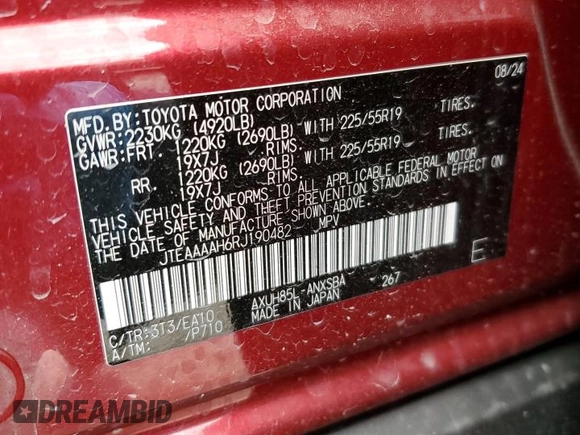 MFD.BY: TOYOTA MOTOR CORPORATION 08/24
GVWR: 2230KG (4920LB)
GAWR: FRT. 1220KG (2690LB) WITH 225/55R19 TIRES.
19X7J RIMS.
RR. 1220KG (2690LB) WITH 225/55R19 TIRES.
19X7J RIMS.
THIS VEHICLE CONFORMS TO ALL APPLICABLE FEDERAL MOTOR
VEHICLE SAFETY AND THEFT PREVENTION STANDARDS IN EFFECT ON
THE DATE OF MANUFACTURE SHOWN ABOVE.
JTEAAAAH6RJ190482 MPV
E
C/TR: 3T3/EA10 AXUH85L-ANXSBA 267
A/TM: /P710 MADE IN JAPAN
DREAMBID